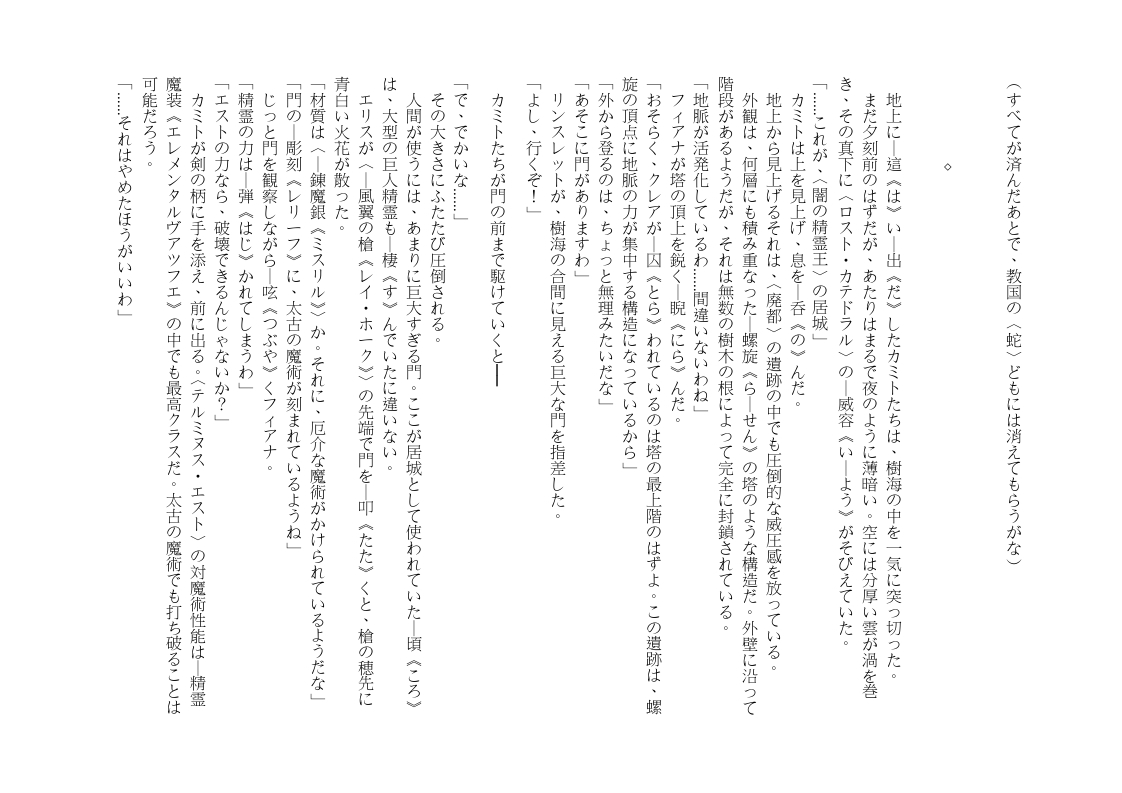 （すべてが済んだあとで、教国の〈蛇〉どもには消えてもらうがな）
◇
地上に―這《は》い―出《だ》したカミトたちは、樹海の中を一気に突っ切った。
まだ夕刻前のはずだが、あたりはまるで夜のように薄暗い。空には分厚い雲が渦を巻
き、その真下に〈ロスト・カテドラル〉の―威容《い―よう》がそびえていた。
「……これが、〈闇の精霊王〉の居城」
カミトは上を見上げ、息を―呑《の》んだ。
地上から見上げるそれは、〈廃都〉の遺跡の中でも圧倒的な威圧感を放っている。
外観は、何層にも積み重なった―螺旋《ら―せん》の塔のような構造だ。外壁に沿って
階段があるようだが、それは無数の樹木の根によって完全に封鎖されている。
「地脈が活発化しているわ……間違いないわね」
フィアナが塔の頂上を鋭く―睨《にら》んだ。
「おそらく、クレアが―囚《とら》われているのは塔の最上階のはずよ。この遺跡は、螺
旋の頂点に地脈の力が集中する構造になっているから」
「外から登るのは、ちょっと無理みたいだな」
「あそこに門がありますわ」
リンスレットが、樹海の合間に見える巨大な門を指差した。
「よし、行くぞ！」
カミトたちが門の前まで駆けていくと――
「で、でかいな……」
その大きさにふたたび圧倒される。
人間が使うには、あまりに巨大すぎる門。ここが居城として使われていた―頃《ころ》
は、大型の巨人精霊も―棲《す》んでいたに違いない。
エリスが〈―風翼の槍《レイ・ホーク》〉の先端で門を―叩《たた》くと、槍の穂先に
青白い火花が散った。
「材質は〈―錬魔銀《ミスリル》〉か。それに、厄介な魔術がかけられているようだな」
「門の―彫刻《レリーフ》に、太古の魔術が刻まれているようね」
じっと門を観察しながら―呟《つぶや》くフィアナ。
「精霊の力は―弾《はじ》かれてしまうわ」
「エストの力なら、破壊できるんじゃないか？」
カミトが剣の柄に手を添え、前に出る。〈テルミヌス・エスト〉の対魔術性能は―精霊
魔装《エレメンタルヴアツフエ》の中でも最高クラスだ。太古の魔術でも打ち破ることは
可能だろう。
「……それはやめたほうがいいわ」